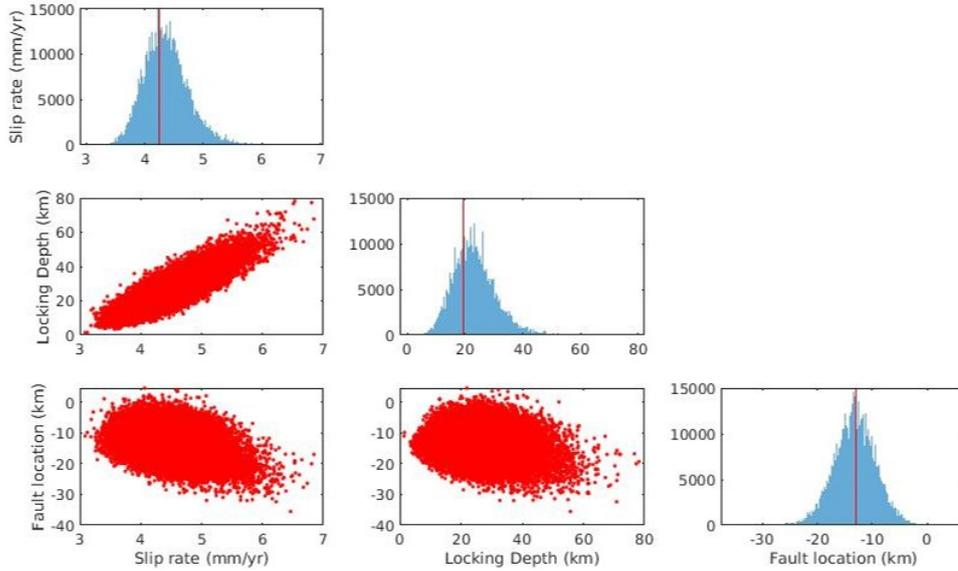 Slip rate (mm/yr)
15000
10000
5000
0
3 4 5 6 7
Locking Depth (km)
80
60
40
20
0
3 4 5 6 7
15000
10000
5000
0
0 20 40 60 80
Fault location (km)
0
-10
-20
-30
-40
3 4 5 6 7
Slip rate (mm/yr)
0
-10
-20
-30
-40
0 20 40 60 80
Locking Depth (km)
15000
10000
5000
0
-30 -20 -10 0
Fault location (km)